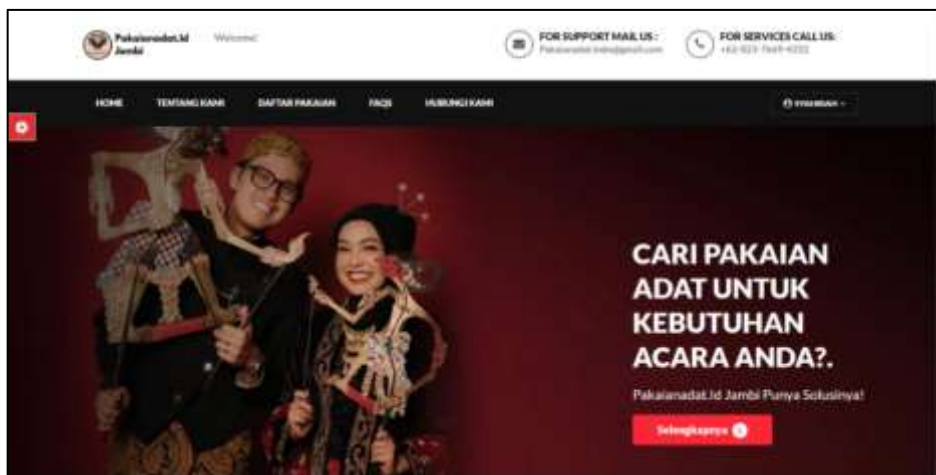 Pakaianadat.Id
Jambi
Welcome!
FOR SUPPORT MAIL US :
FOR SERVICES CALL US:
HOME
TENTANG KAMI
DAFTAR PAKAIAN
FAQS
HUBUNGI KAMI
CARI PAKAIAN
ADAT UNTUK
KEBUTUHAN
ACARA ANDA?.
Pakaianadat.Id Jambi Punya Solusinya!
Selengkapnya